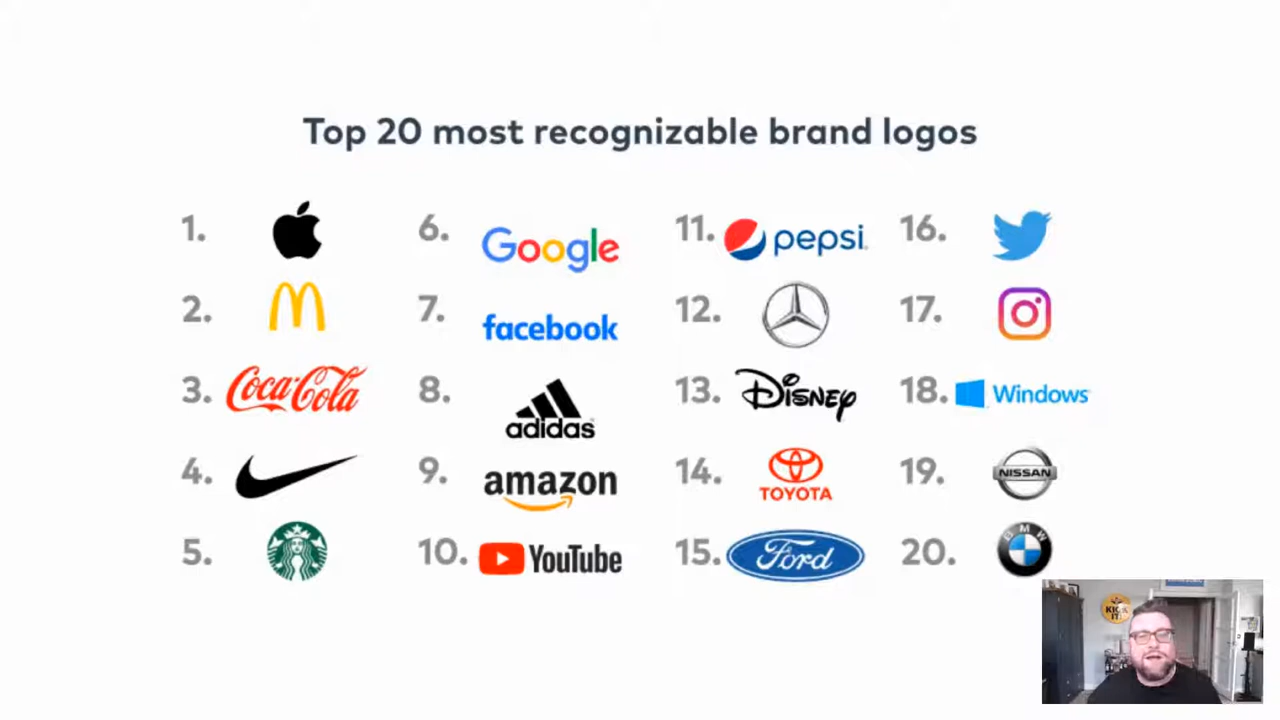 Top 20 most recognizable brand logos
1.
2.
3. Coca-Cola
4.
5.
6. Google
7. facebook
8. adidas
9. amazon
10. YouTube
11. pepsi
12.
13. Disney
14. TOYOTA
15. Ford
16.
17.
18. Windows
19. NISSAN
20. BMW
KICK
IT!